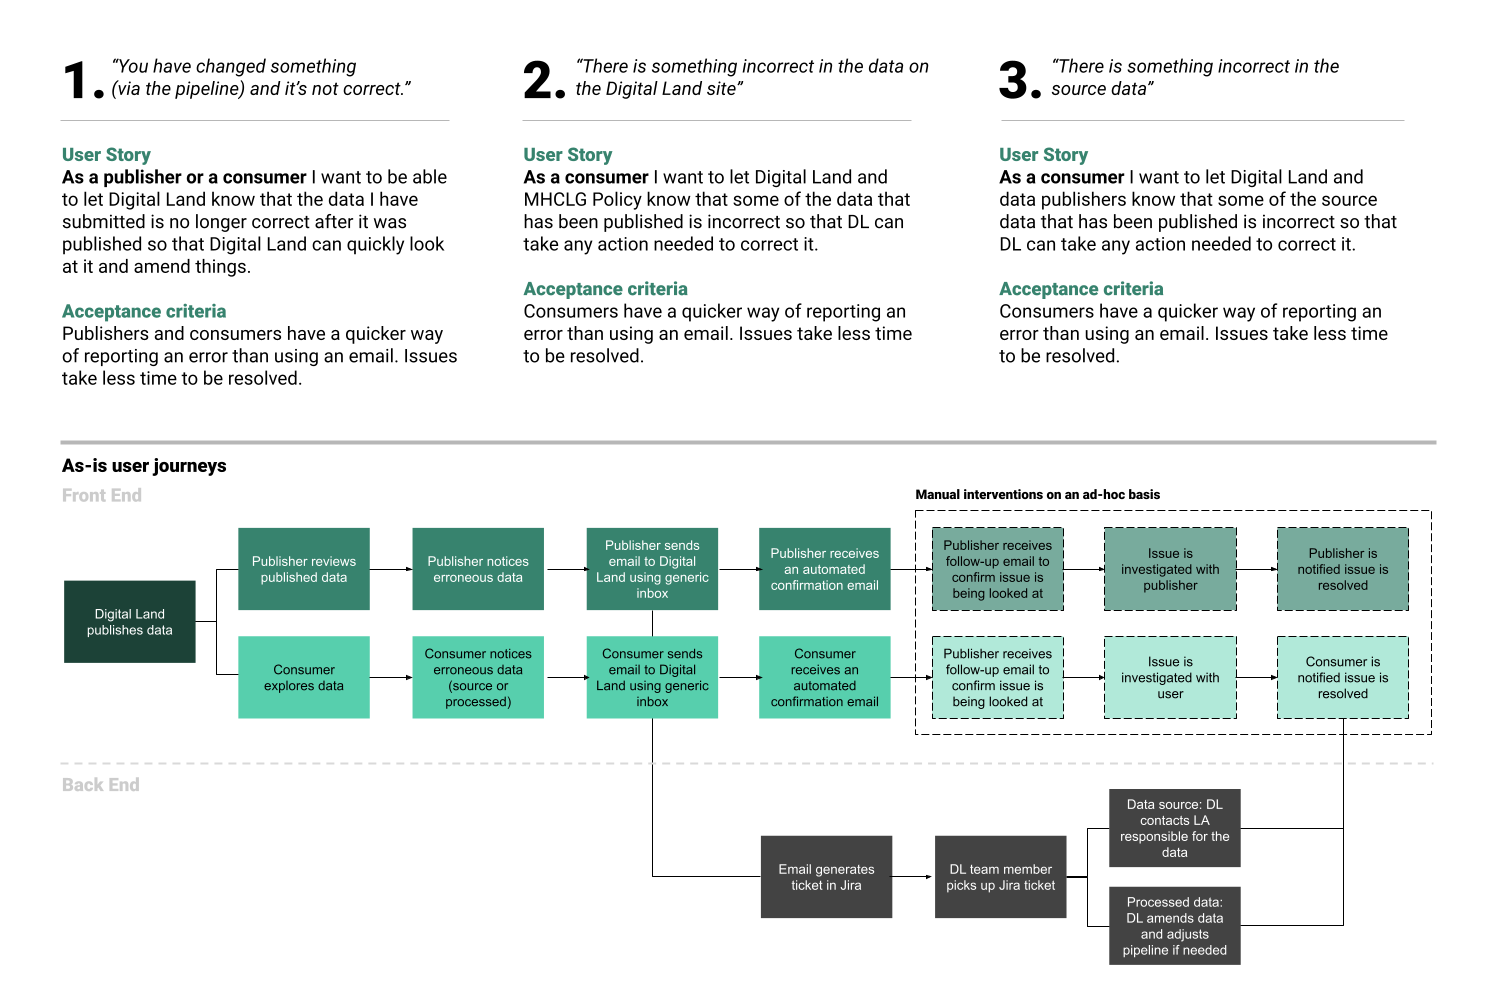 1. “You have changed something
(via the pipeline) and it’s not correct.”
User Story
As a publisher or a consumer I want to be able
to let Digital Land know that the data I have
submitted is no longer correct after it was
published so that Digital Land can quickly look
at it and amend things.
Acceptance criteria
Publishers and consumers have a quicker way
of reporting an error than using an email. Issues
take less time to be resolved.
2. “There is something incorrect in the data on
the Digital Land site”
User Story
As a consumer I want to let Digital Land and
MHCLG Policy know that some of the data that
has been published is incorrect so that DL can
take any action needed to correct it.
Acceptance criteria
Consumers have a quicker way of reporting an
error than using an email. Issues take less time
to be resolved.
3. “There is something incorrect in the
source data”
User Story
As a consumer I want to let Digital Land and
data publishers know that some of the source
data that has been published is incorrect so that
DL can take any action needed to correct it.
Acceptance criteria
Consumers have a quicker way of reporting an
error than using an email. Issues take less time
to be resolved.
As-is user journeys
Front End
Manual interventions on an ad-hoc basis
Digital Land
publishes data
Publisher reviews
published data
Publisher notices
erroneous data
Publisher sends
email to Digital
Land using generic
inbox
Publisher receives
an automated
confirmation email
Publisher receives
follow-up email to
confirm issue is
being looked at
Issue is
investigated with
publisher
Publisher is
notified issue is
resolved
Consumer
explores data
Consumer notices
erroneous data
(source or
processed)
Consumer sends
email to Digital
Land using generic
inbox
Consumer
receives an
automated
confirmation email
Publisher receives
follow-up email to
confirm issue is
being looked at
Issue is
investigated with
user
Consumer is
notified issue is
resolved
Back End
Email generates
ticket in Jira
DL team member
picks up Jira ticket
Data source: DL
contacts LA
responsible for the
data
Processed data:
DL amends data
and adjusts
pipeline if needed